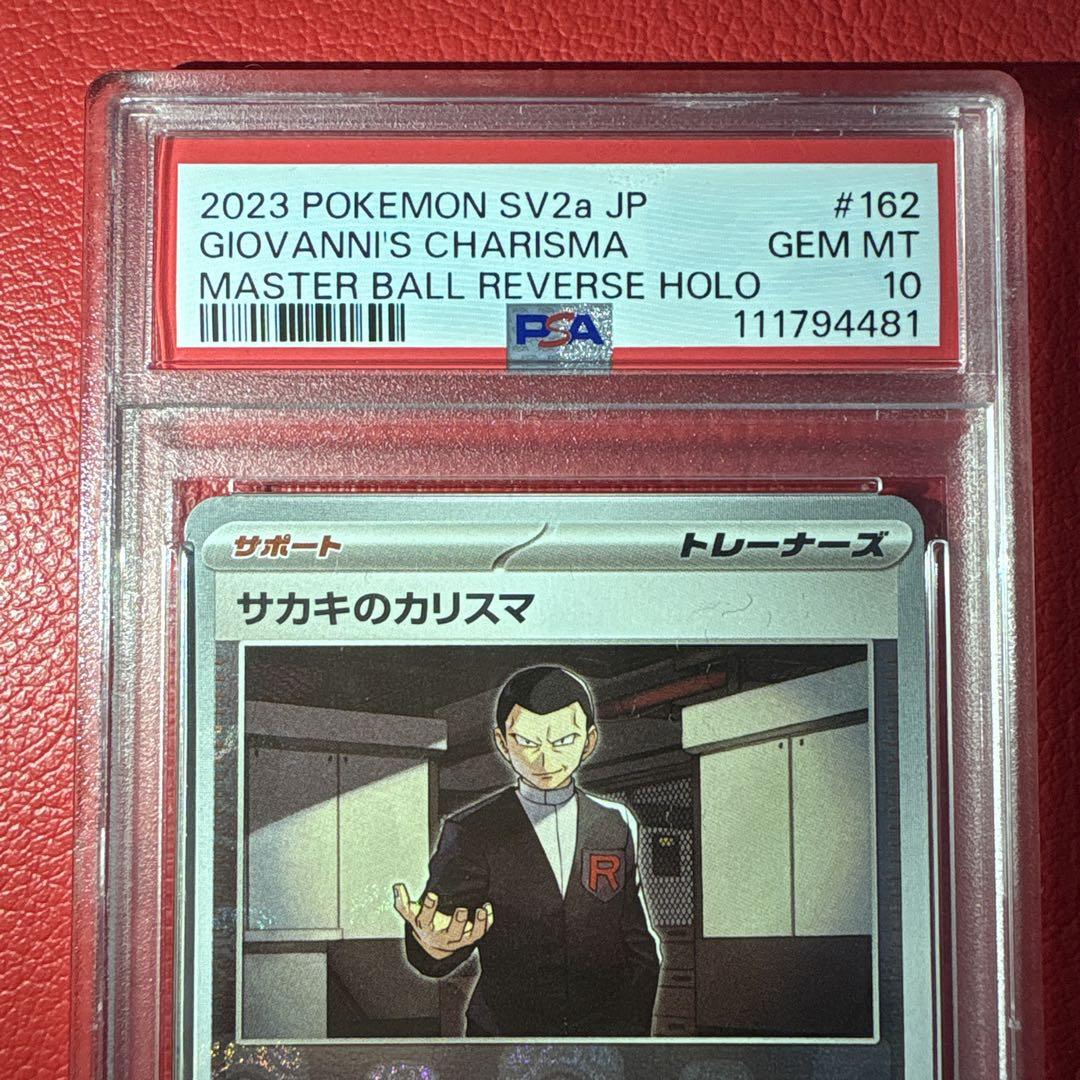 2023 POKEMON SV2a JP #162
GIOVANNI'S CHARISMA GEM MT
MASTER BALL REVERSE HOLO 10
PSA 111794481
サポート トレーナーズ
サカキのカリスマ
R